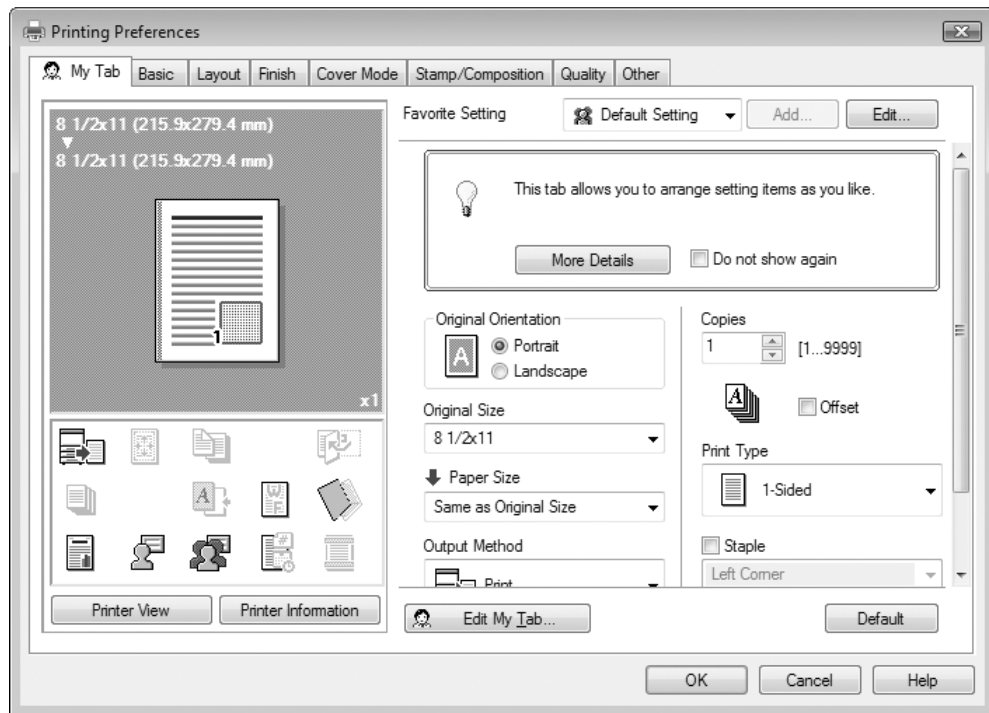 Printing Preferences
My Tab Basic Layout Finish Cover Mode Stamp/Composition Quality Other
8 1/2x11 (215.9x279.4 mm)
8 1/2x11 (215.9x279.4 mm)
1
x1
Printer View Printer Information
Favorite Setting Default Setting Add... Edit...
This tab allows you to arrange setting items as you like.
More Details Do not show again
Original Orientation
A Portrait
Landscape
Original Size
8 1/2x11
Paper Size
Same as Original Size
Output Method
Print
Copies
1 [1...9999]
A Offset
Print Type
1-Sided
Staple
Left Corner
Edit My Tab... Default
OK Cancel Help